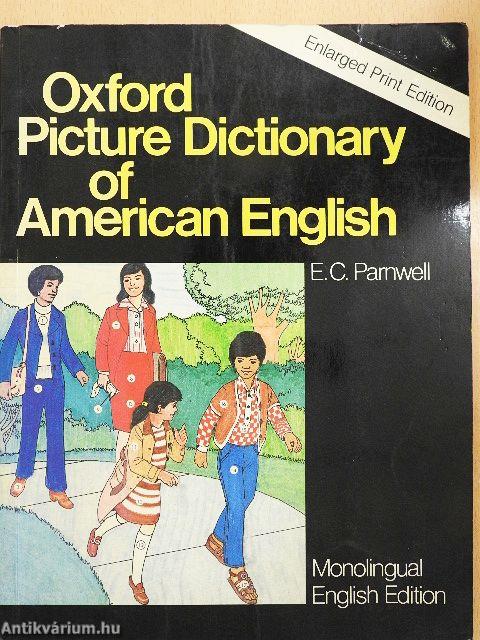 Enlarged Print Edition
Oxford
Picture Dictionary
of
American English
E.C. Parnwell
Monolingual
English Edition
Antikvárium.hu